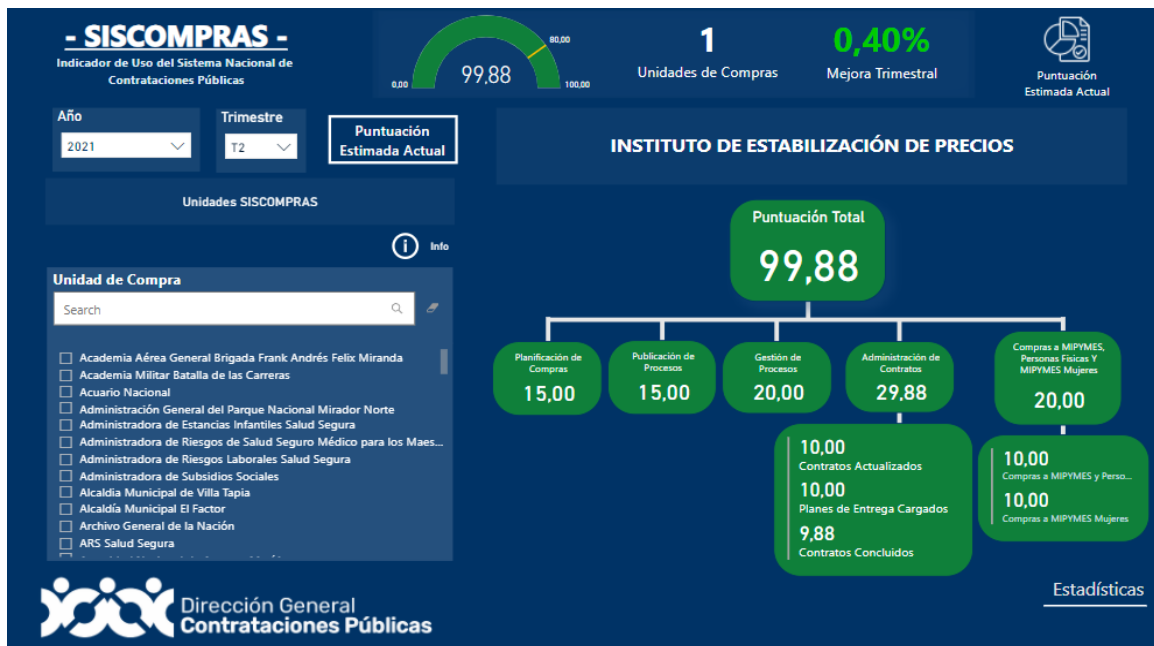 - SISCOMPRAS -
Indicador de Uso del Sistema Nacional de
Contrataciones Públicas
80,00
99,88
0,00
100,00
1
Unidades de Compras
0,40%
Mejora Trimestral
Puntuación
Estimada Actual
Año
2021
Trimestre
T2
Puntuación
Estimada Actual
INSTITUTO DE ESTABILIZACIÓN DE PRECIOS
Unidades SISCOMPRAS
Info
Unidad de Compra
Search
Academia Aérea General Brigada Frank Andrés Felix Miranda
Academia Militar Batalla de las Carreras
Acuario Nacional
Administración General del Parque Nacional Mirador Norte
Administradora de Estancias Infantiles Salud Segura
Administradora de Riesgos de Salud Seguro Médico para los Maes...
Administradora de Riesgos Laborales Salud Segura
Administradora de Subsidios Sociales
Alcaldia Municipal de Villa Tapia
Alcaldía Municipal El Factor
Archivo General de la Nación
ARS Salud Segura
Puntuación Total
99,88
Planificación de
Compras
15,00
Publicación de
Procesos
15,00
Gestión de
Procesos
20,00
Administración de
Contratos
29,88
Compras a MIPYMES,
Personas Fisicas Y
MIPYMES Mujeres
20,00
10,00
Contratos Actualizados
10,00
Planes de Entrega Cargados
9,88
Contratos Concluidos
10,00
Compras a MIPYMES y Perso...
10,00
Compras a MIPYMES Mujeres
Estadísticas
Dirección General
Contrataciones Públicas